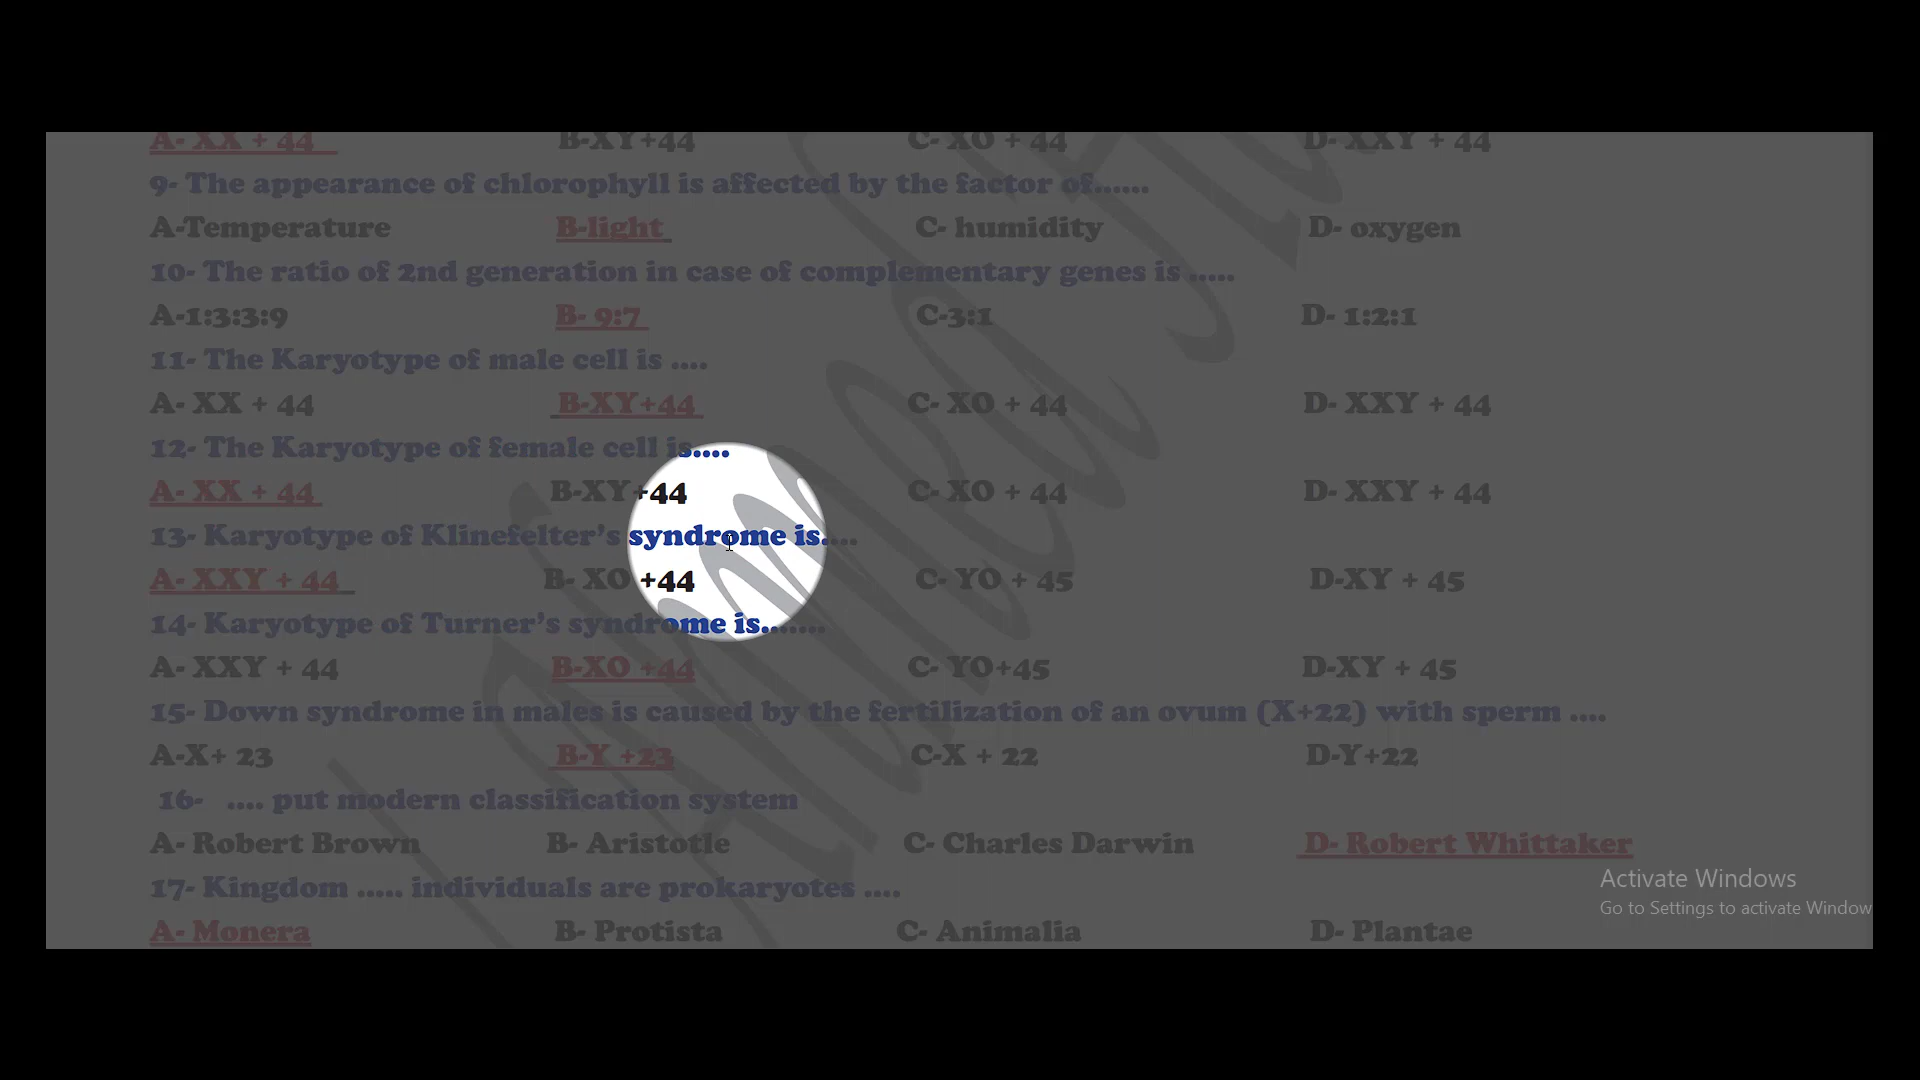 A- XX + 44 B-XY+44 C- XO + 44 D- XXY + 44
9- The appearance of chlorophyll is affected by the factor of......
A-Temperature B-light C- humidity D- oxygen
10- The ratio of 2nd generation in case of complementary genes is .....
A-1:3:3:9 B- 9:7 C-3:1 D- 1:2:1
11- The Karyotype of male cell is ....
A- XX + 44 B-XY+44 C- XO + 44 D- XXY + 44
12- The Karyotype of female cell is....
A- XX + 44 B-XY+44 C- XO + 44 D- XXY + 44
13- Karyotype of Klinefelter's syndrome is....
A- XXY + 44 B- XO +44 C- YO + 45 D-XY + 45
14- Karyotype of Turner's syndrome is.......
A- XXY + 44 B-XO +44 C- YO+45 D-XY + 45
15- Down syndrome in males is caused by the fertilization of an ovum (X+22) with sperm ....
A-X+ 23 B-Y +23 C-X + 22 D-Y+22
16- .... put modern classification system
A- Robert Brown B- Aristotle C- Charles Darwin D- Robert Whittaker
17- Kingdom ..... individuals are prokaryotes ....
A- Monera B- Protista C- Animalia D- Plantae
Activate Windows
Go to Settings to activate Window